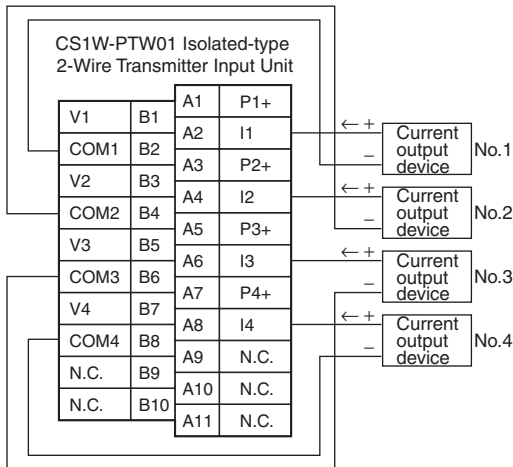 CS1W-PTW01 Isolated-type
2-Wire Transmitter Input Unit
A1 P1+
V1 B1
A2 I1
COM1 B2
A3 P2+
V2 B3
A4 I2
COM2 B4
A5 P3+
V3 B5
A6 I3
COM3 B6
A7 P4+
V4 B7
A8 I4
COM4 B8
A9 N.C.
N.C. B9
A10 N.C.
N.C. B10
A11 N.C.
← +
−
Current
output
device
No.1
← +
−
Current
output
device
No.2
← +
−
Current
output
device
No.3
← +
−
Current
output
device
No.4